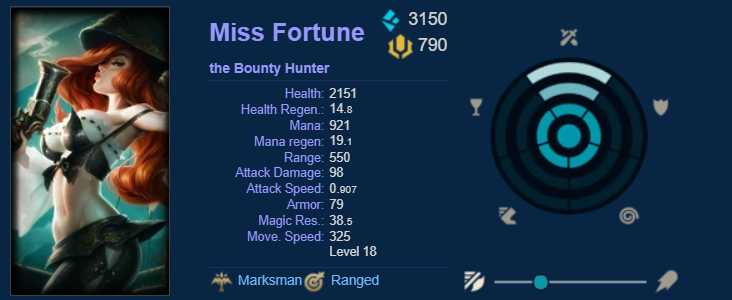 Miss Fortune
3150
790
the Bounty Hunter
Health: 2151
Health Regen.: 14.8
Mana: 921
Mana regen: 19.1
Range: 550
Attack Damage: 98
Attack Speed: 0.907
Armor: 79
Magic Res.: 38.5
Move. Speed: 325
Level 18
Marksman Ranged